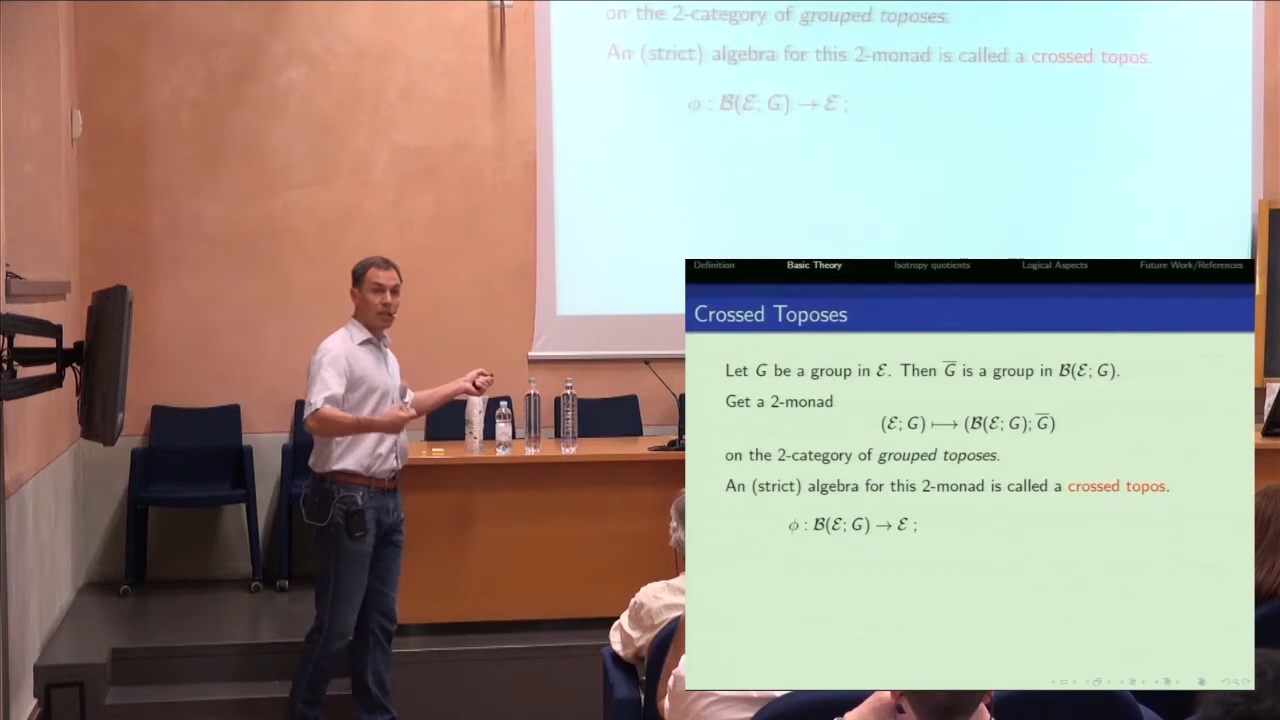 on the 2-category of grouped toposes.
An (strict) algebra for this 2-monad is called a crossed topos.
ϕ : B(ℰ; G) → ℰ ;
Definition Basic Theory Isotropy quotients Logical Aspects Future Work/References
Crossed Toposes
Let G be a group in ℰ. Then G̅ is a group in B(ℰ; G).
Get a 2-monad
(ℰ; G) ⟼ (B(ℰ; G); G̅)
on the 2-category of grouped toposes.
An (strict) algebra for this 2-monad is called a crossed topos.
ϕ : B(ℰ; G) → ℰ ;